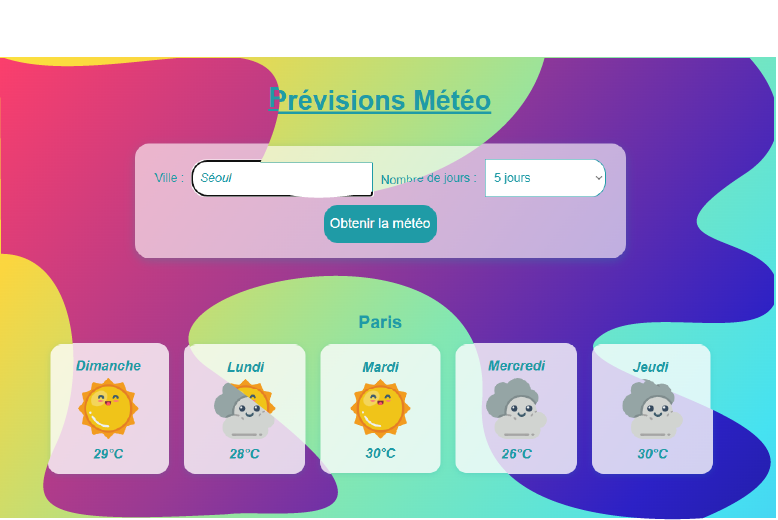 Prévisions Météo
Ville : Séoul Nombre de jours : 5 jours
Obtenir la météo
Paris
Dimanche Lundi Mardi Mercredi Jeudi
29°C 28°C 30°C 26°C 30°C